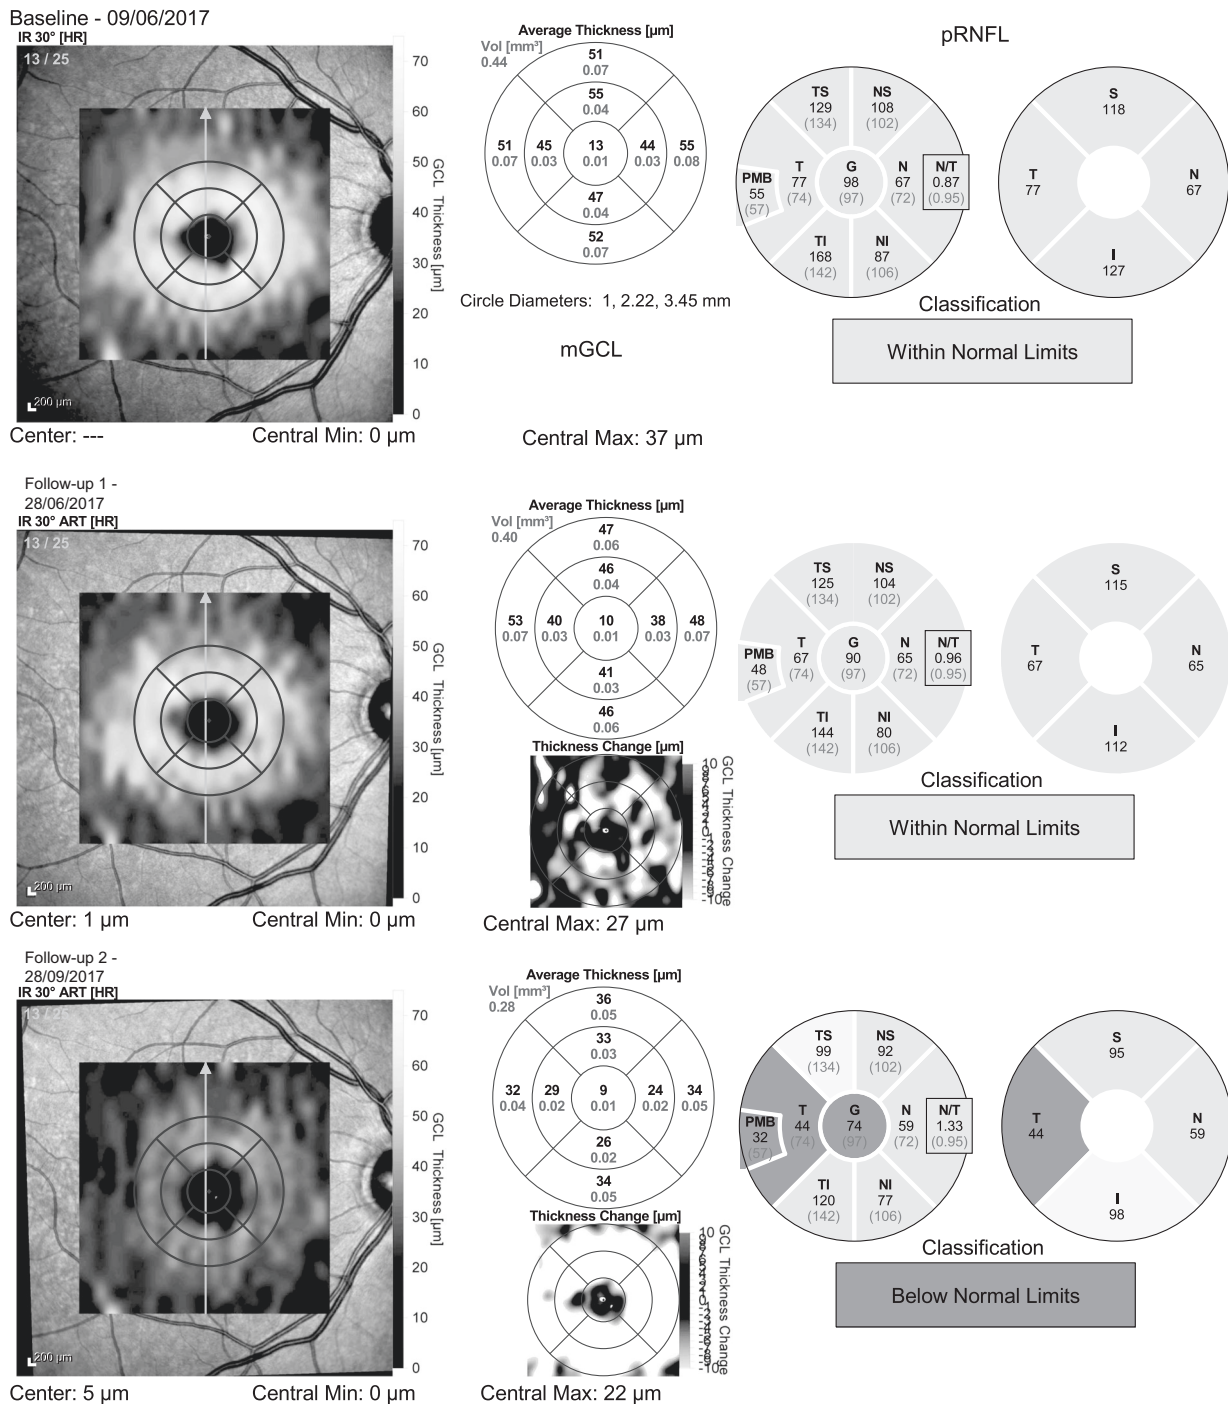 Baseline - 09/06/2017
IR 30° [HR]
13 / 25
200 µm
70
60
50
40
30
20
10
0
GCL Thickness [µm]
Center: ---
Central Min: 0 µm
Central Max: 37 µm
Average Thickness [µm]
Vol [mm³]
0.44
51
0.07
55
0.04
51
0.07
45
0.03
13
0.01
44
0.03
55
0.08
47
0.04
52
0.07
Circle Diameters: 1, 2.22, 3.45 mm
mGCL
pRNFL
TS
129
(134)
NS
108
(102)
PMB
55
(57)
T
77
(74)
G
98
(97)
N
67
(72)
N/T
0.87
(0.95)
TI
168
(142)
NI
87
(106)
S
118
T
77
N
67
I
127
Classification
Within Normal Limits
Follow-up 1 -
28/06/2017
IR 30° ART [HR]
13 / 25
200 µm
70
60
50
40
30
20
10
0
GCL Thickness [µm]
Center: 1 µm
Central Min: 0 µm
Central Max: 27 µm
Average Thickness [µm]
Vol [mm³]
0.40
47
0.06
46
0.04
53
0.07
40
0.03
10
0.01
38
0.03
48
0.07
41
0.03
46
0.06
Thickness Change [µm]
10
0
-10
GCL Thickness Change
TS
125
(134)
NS
104
(102)
PMB
48
(57)
T
67
(74)
G
90
(97)
N
65
(72)
N/T
0.96
(0.95)
TI
144
(142)
NI
80
(106)
S
115
T
67
N
65
I
112
Classification
Within Normal Limits
Follow-up 2 -
28/09/2017
IR 30° ART [HR]
13 / 25
200 µm
70
60
50
40
30
20
10
0
GCL Thickness [µm]
Center: 5 µm
Central Min: 0 µm
Central Max: 22 µm
Average Thickness [µm]
Vol [mm³]
0.28
36
0.05
33
0.03
32
0.04
29
0.02
9
0.01
24
0.02
34
0.05
26
0.02
34
0.05
Thickness Change [µm]
10
0
-10
GCL Thickness Change
TS
99
(134)
NS
92
(102)
PMB
32
(57)
T
44
(74)
G
74
(97)
N
59
(72)
N/T
1.33
(0.95)
TI
120
(142)
NI
77
(106)
S
95
T
44
N
59
I
98
Classification
Below Normal Limits